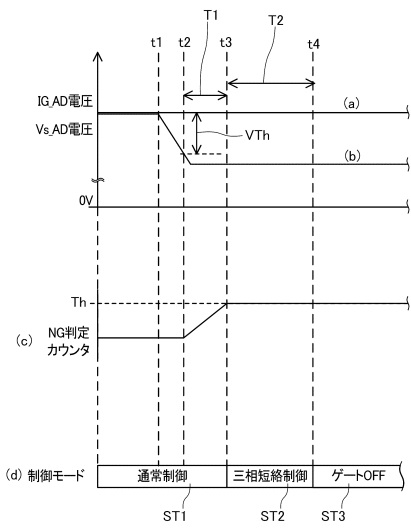 T1
T2
t1 t2 t3 t4
IG_AD電圧
(a)
Vs_AD電圧
VTh
(b)
0V
Th
(c) NG判定
カウンタ
(d) 制御モード 通常制御 三相短絡制御 ゲートOFF
ST1 ST2 ST3